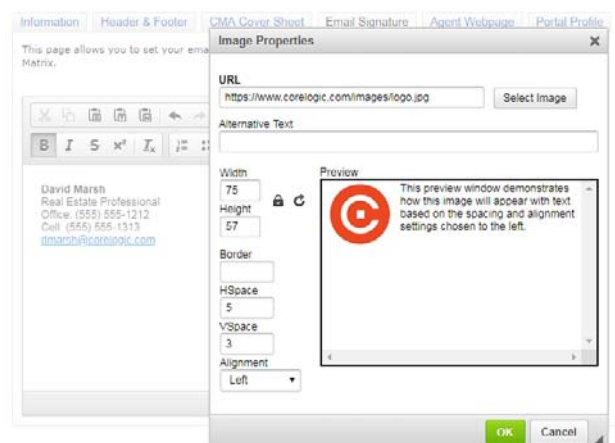 Information Header & Footer CMA Cover Sheet Email Signature Agent Webpage Portal Profile
This page allows you to set your ema
Matrix.
B I S x² Tx
David Marsh
Real Estate Professional
Office: (555) 555-1212
Cell: (555) 555-1313
dmarsh@corelogic.com
Image Properties
URL
https://www.corelogic.com/images/logo.jpg
Select Image
Alternative Text
Width
75
Height
57
Border
HSpace
5
VSpace
3
Alignment
Left
Preview
This preview window demonstrates
how this image will appear with text
based on the spacing and alignment
settings chosen to the left.
OK Cancel